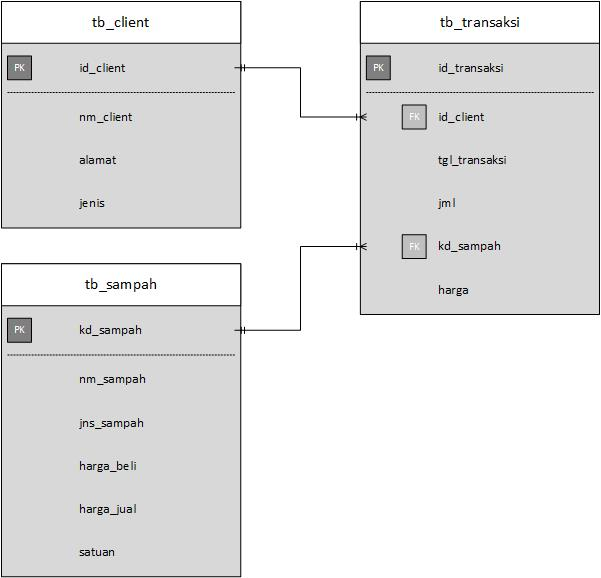 tb_client
PK id_client
nm_client
alamat
jenis
tb_transaksi
PK id_transaksi
FK id_client
tgl_transaksi
jml
FK kd_sampah
harga
tb_sampah
PK kd_sampah
nm_sampah
jns_sampah
harga_beli
harga_jual
satuan